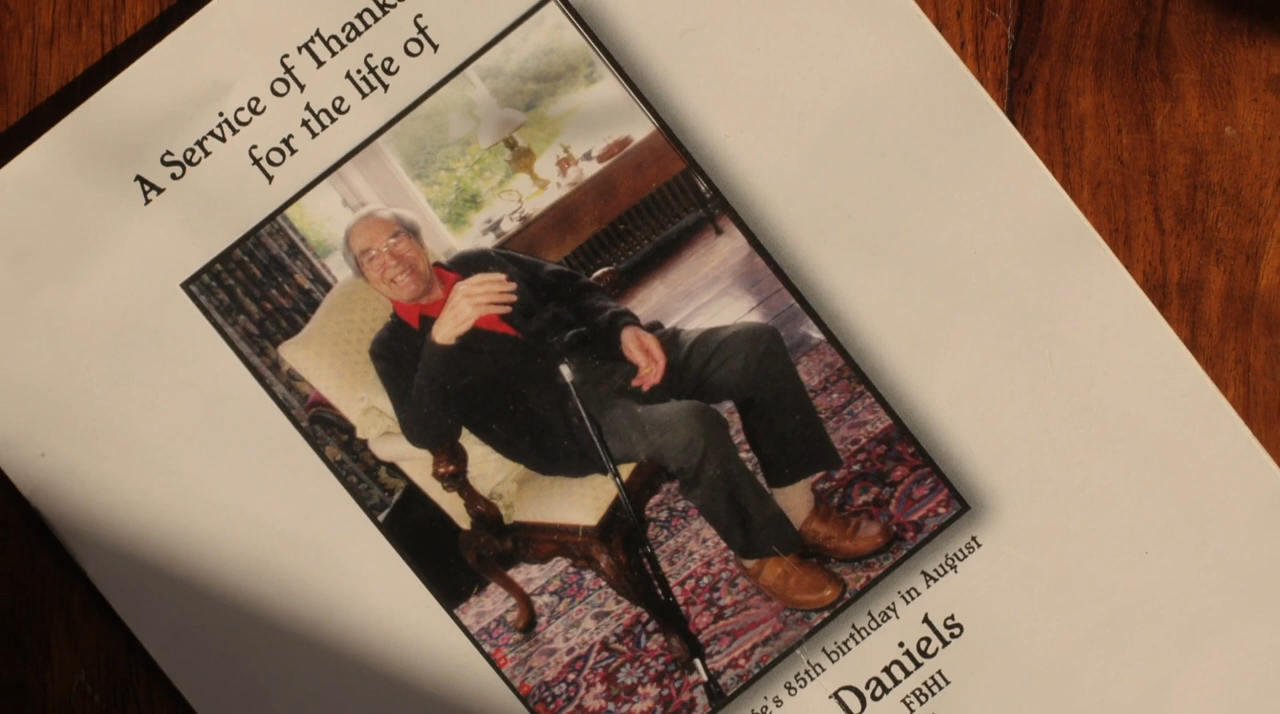 A Service of Thanks
for the life of
85th birthday in August
Daniels
FBHI